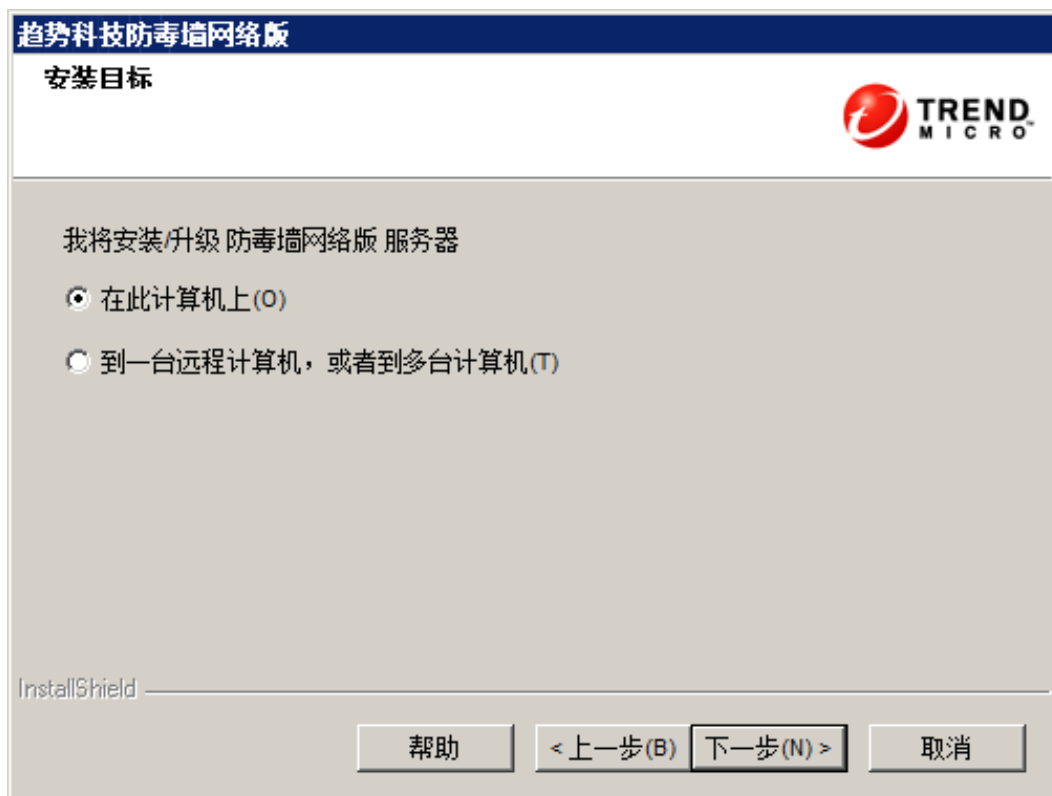 趋势科技防毒墙网络版
安装目标
TREND
MICRO
我将安装/升级 防毒墙网络版 服务器
在此计算机上(O)
到一台远程计算机，或者到多台计算机(T)
InstallShield
帮助 <上一步(B) 下一步(N)> 取消